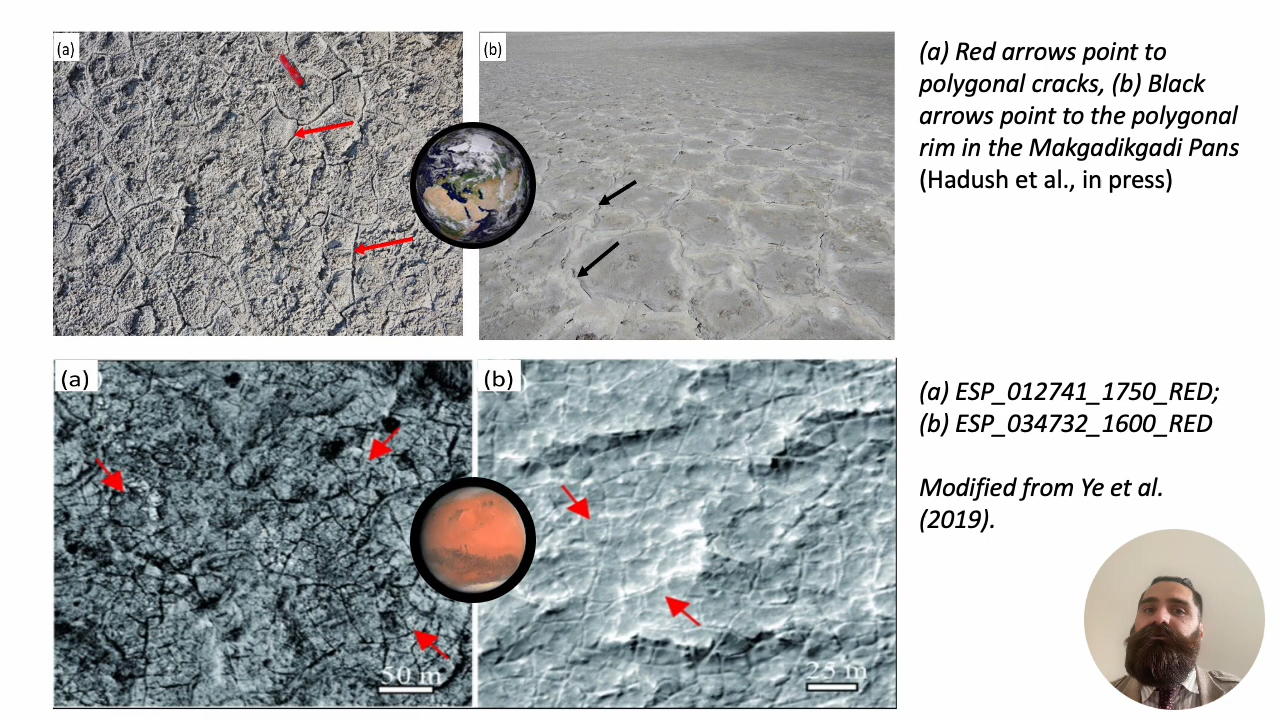 (a)
(b)
(a) Red arrows point to
polygonal cracks, (b) Black
arrows point to the polygonal
rim in the Makgadikgadi Pans
(Hadush et al., in press)
(a)
(b)
50 m
25 m
(a) ESP_012741_1750_RED;
(b) ESP_034732_1600_RED
Modified from Ye et al.
(2019).